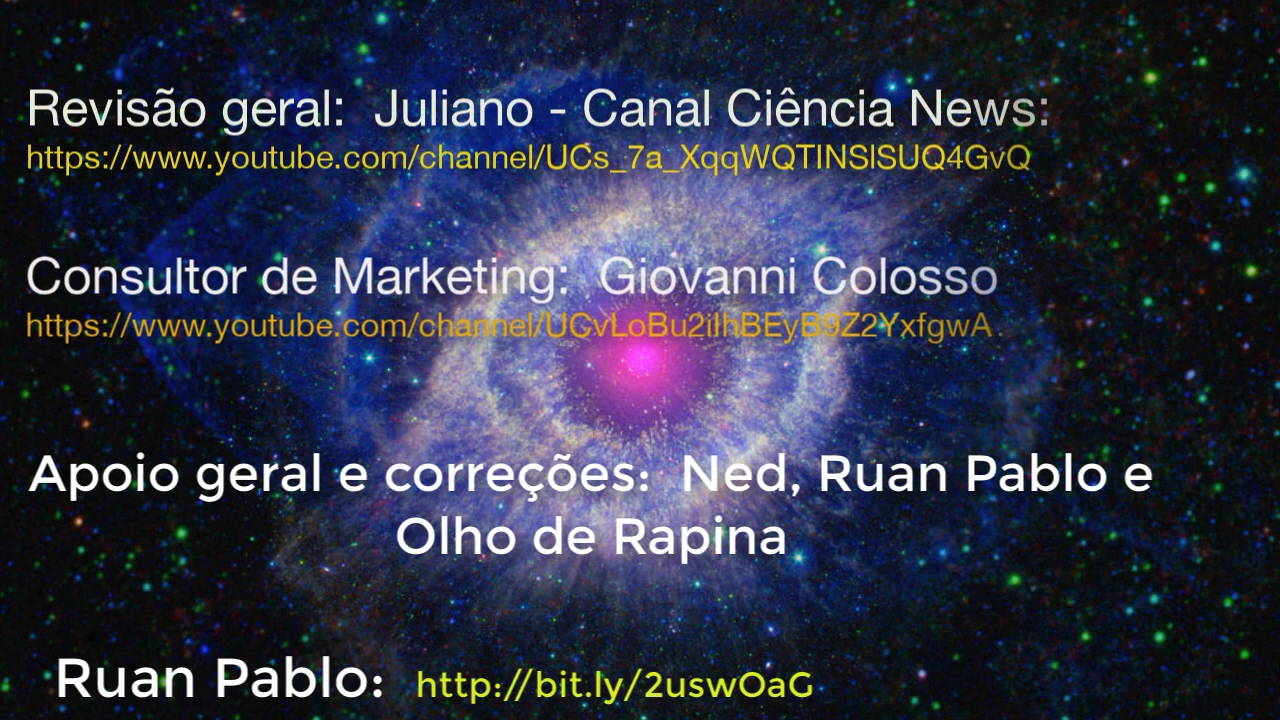 Revisão geral: Juliano - Canal Ciência News:
https://www.youtube.com/channel/UCs_7a_XqqWQTINSlSUQ4GvQ
Consultor de Marketing: Giovanni Colosso
https://www.youtube.com/channel/UCvLoBu2iIhBEyB9Z2YxfgwA
Apoio geral e correções: Ned, Ruan Pablo e
Olho de Rapina
Ruan Pablo: http://bit.ly/2uswOaG